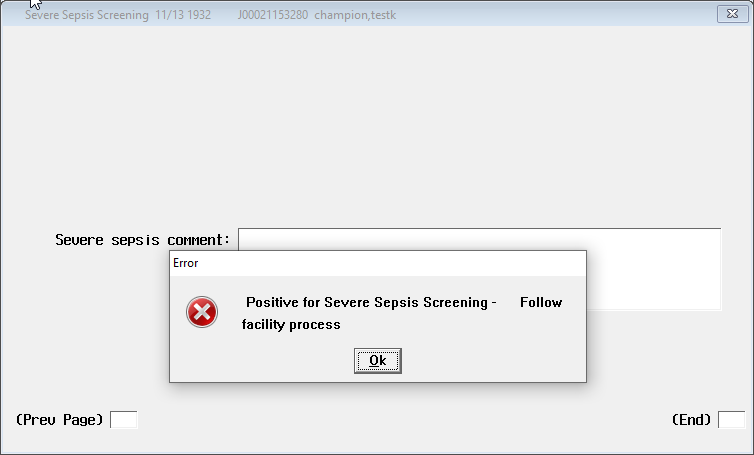 Severe Sepsis Screening 11/13 1932 J00021153280 champion,testk
Severe sepsis comment:
Error
Positive for Severe Sepsis Screening - Follow
facility process
Ok
(Prev Page)
(End)